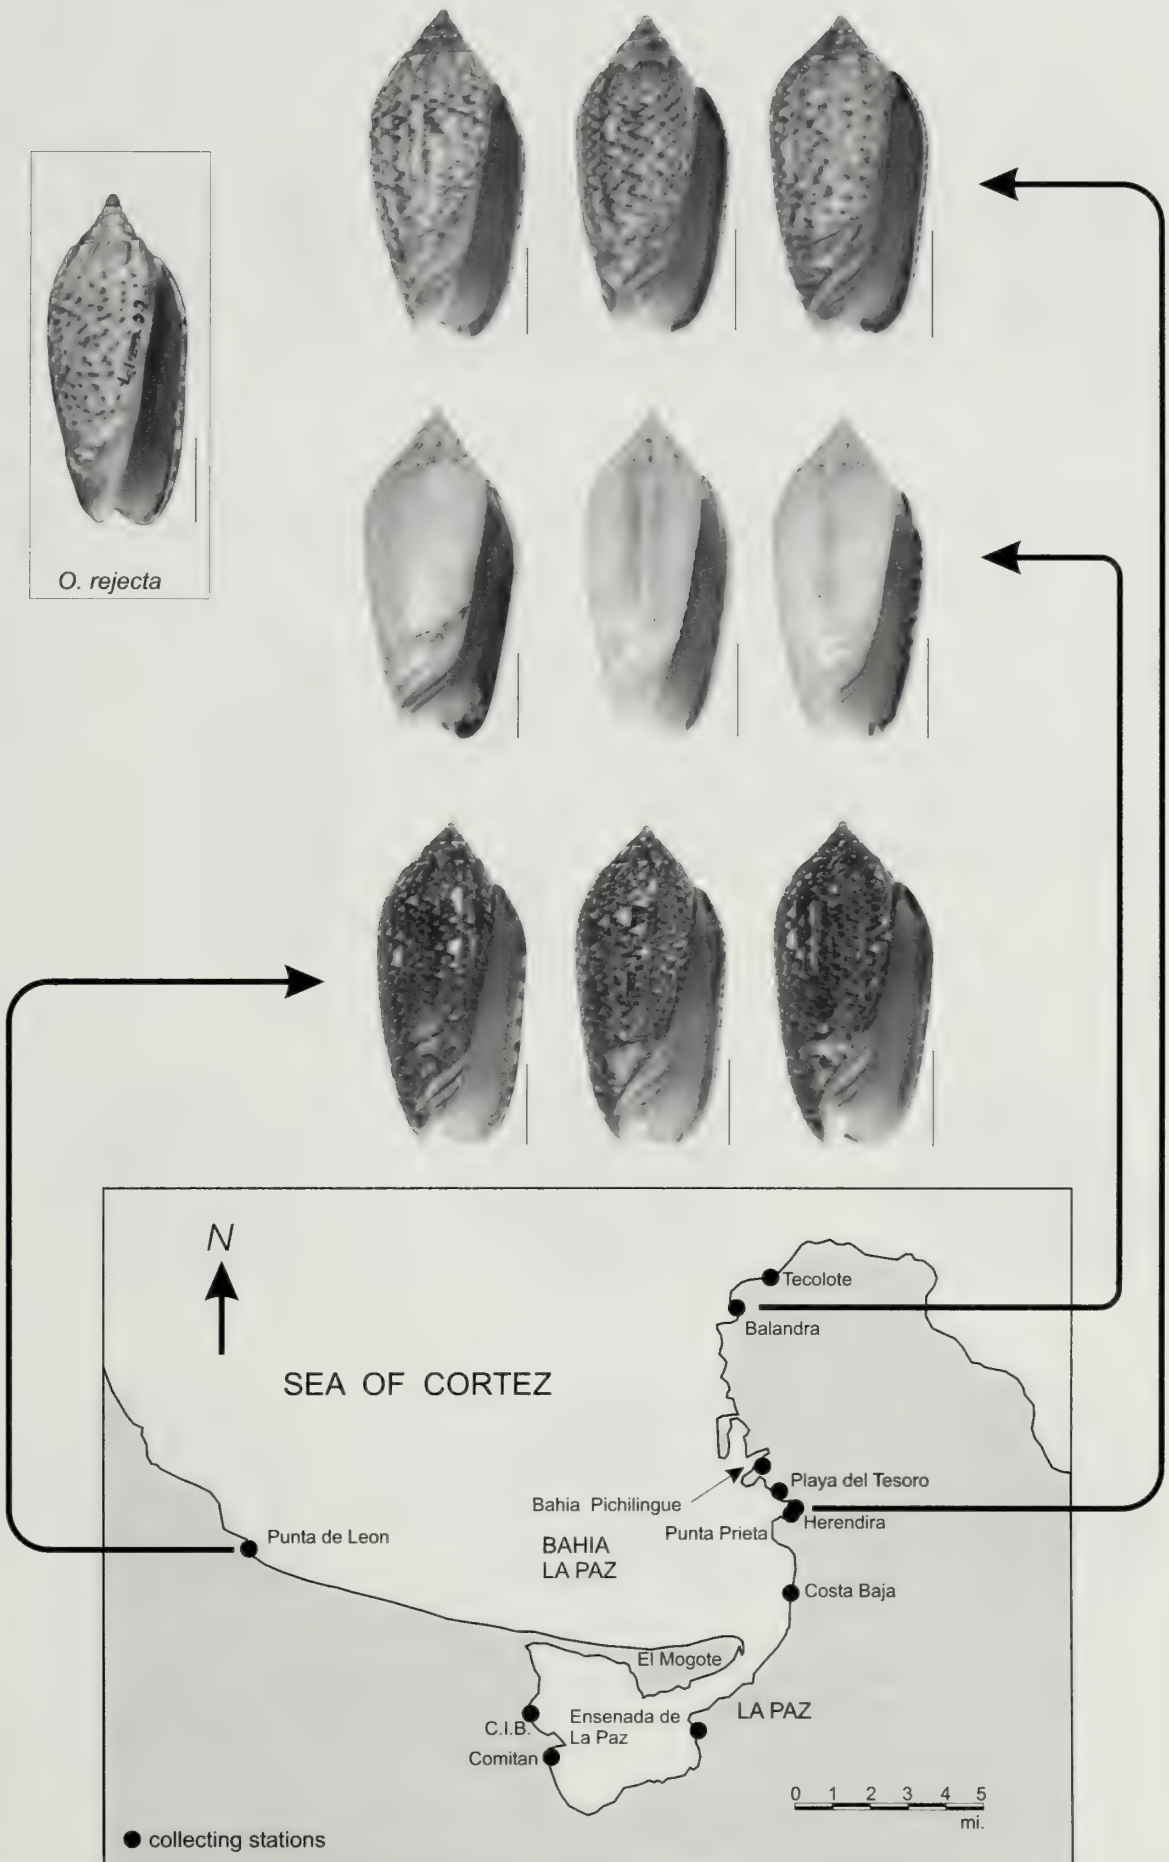 O. rejecta
N
SEA OF CORTEZ
Tecolote
Balandra
Bahia Pichilingue
Playa del Tesoro
Herendira
Punta Prieta
Punta de Leon
BAHIA
LA PAZ
Costa Baja
El Mogote
LA PAZ
C.I.B.
Ensenada de
La Paz
Comitan
0 1 2 3 4 5
mi.
collecting stations